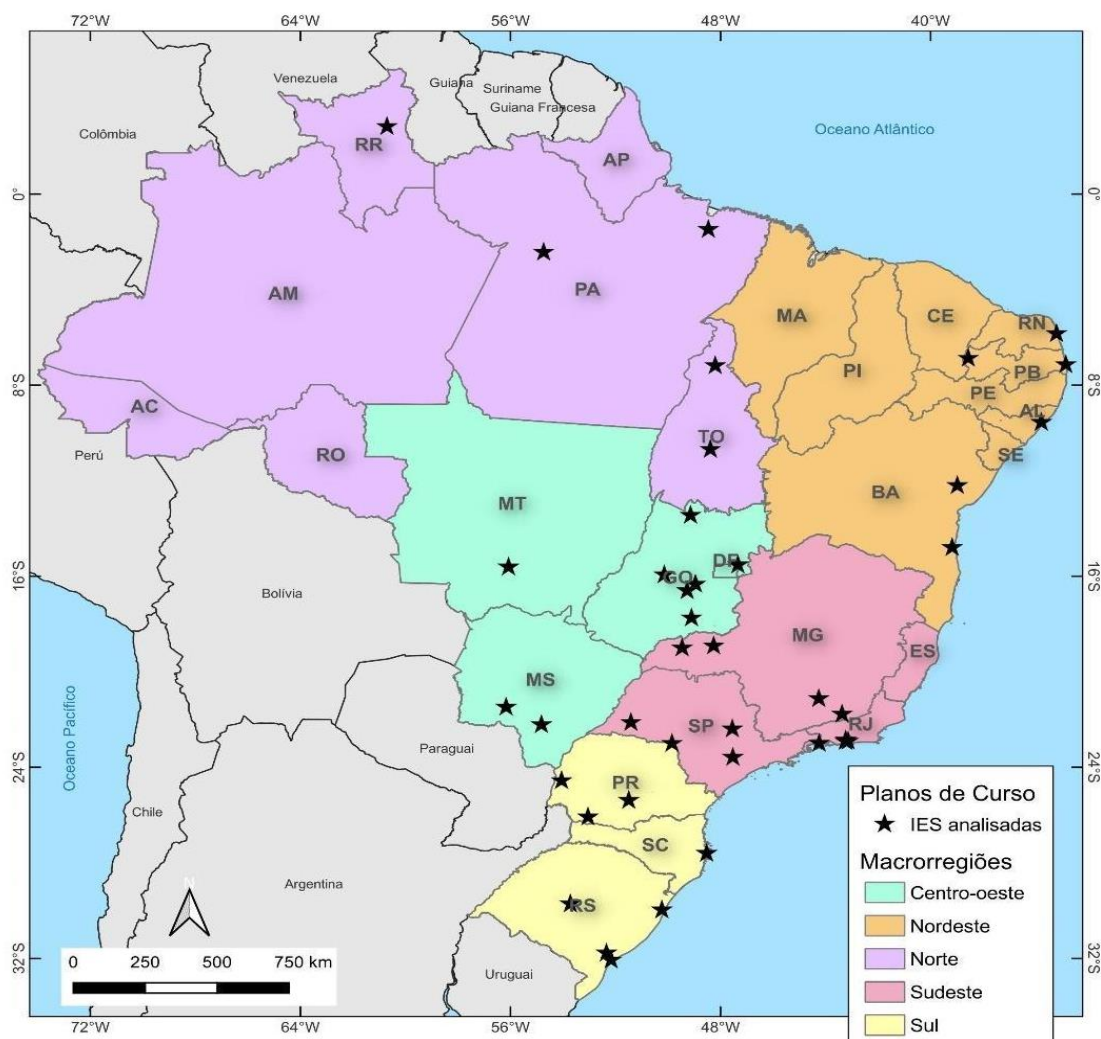 72°W 64°W 56°W 48°W 40°W
Venezuela
Guiana
Suriname
Guiana Francesa
Colômbia
Oceano Atlântico
RR
AP
0°
0°
AM
PA
MA
CE
RN
PI
PB
8°S
8°S
PE
AC
AL
TO
Perú
RO
SE
BA
MT
DF
16°S
16°S
GO
Bolívia
MG
ES
MS
Oceano Pacífico
SP
RJ
Paraguai
24°S
24°S
PR
Chile
SC
Argentina
RS
N
Uruguai
32°S
32°S
0 250 500 750 km
Planos de Curso
IES analisadas
Macrorregiões
Centro-oeste
Nordeste
Norte
Sudeste
Sul
72°W 64°W 56°W 48°W